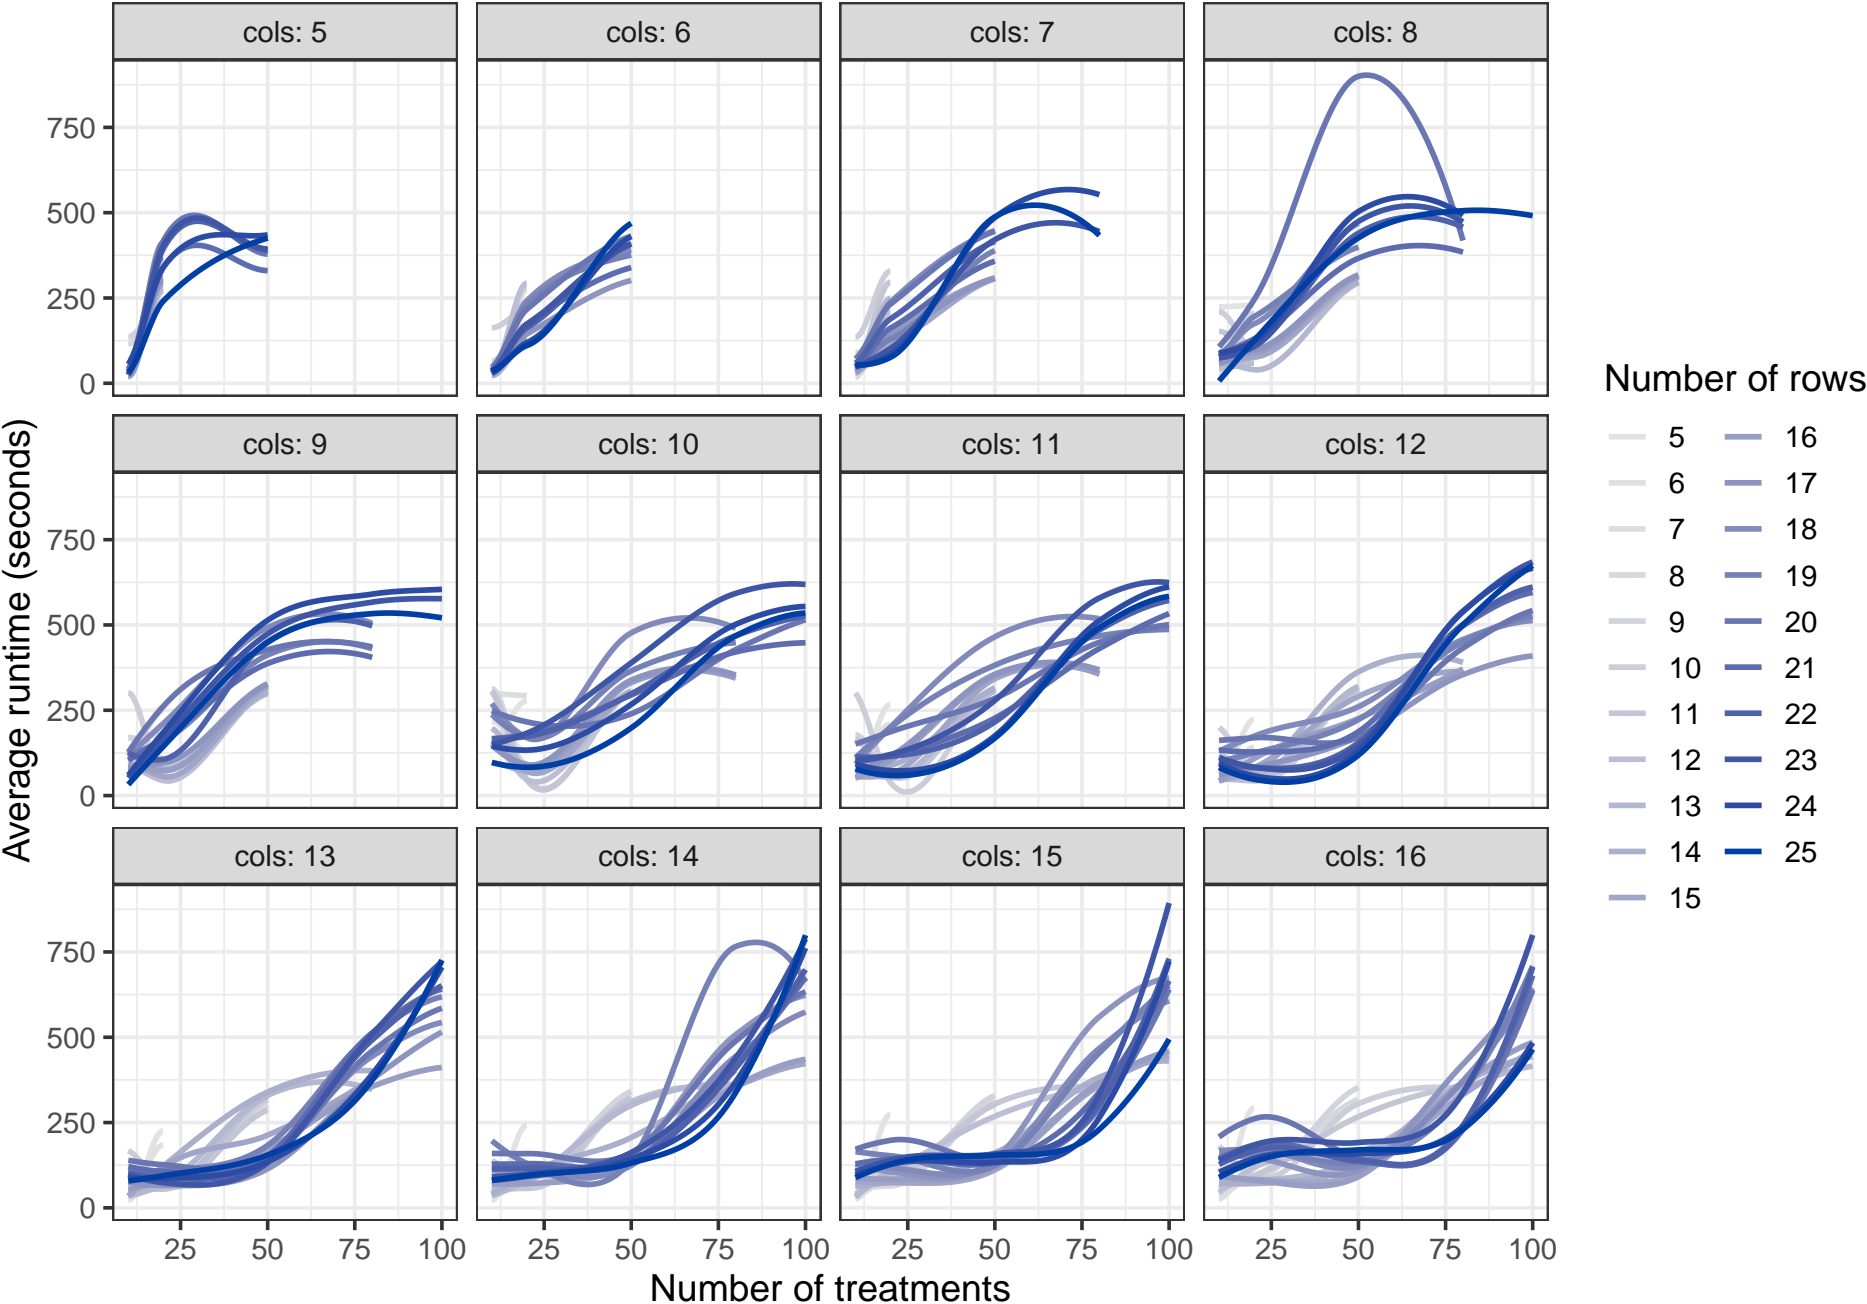 cols: 5
cols: 6
cols: 7
cols: 8
750
500
250
0
cols: 9
cols: 10
cols: 11
cols: 12
750
500
250
0
cols: 13
cols: 14
cols: 15
cols: 16
750
500
250
0
25 50 75 100
25 50 75 100
25 50 75 100
25 50 75 100
Number of treatments
Average runtime (seconds)
Number of rows
5
6
7
8
9
10
11
12
13
14
15
16
17
18
19
20
21
22
23
24
25